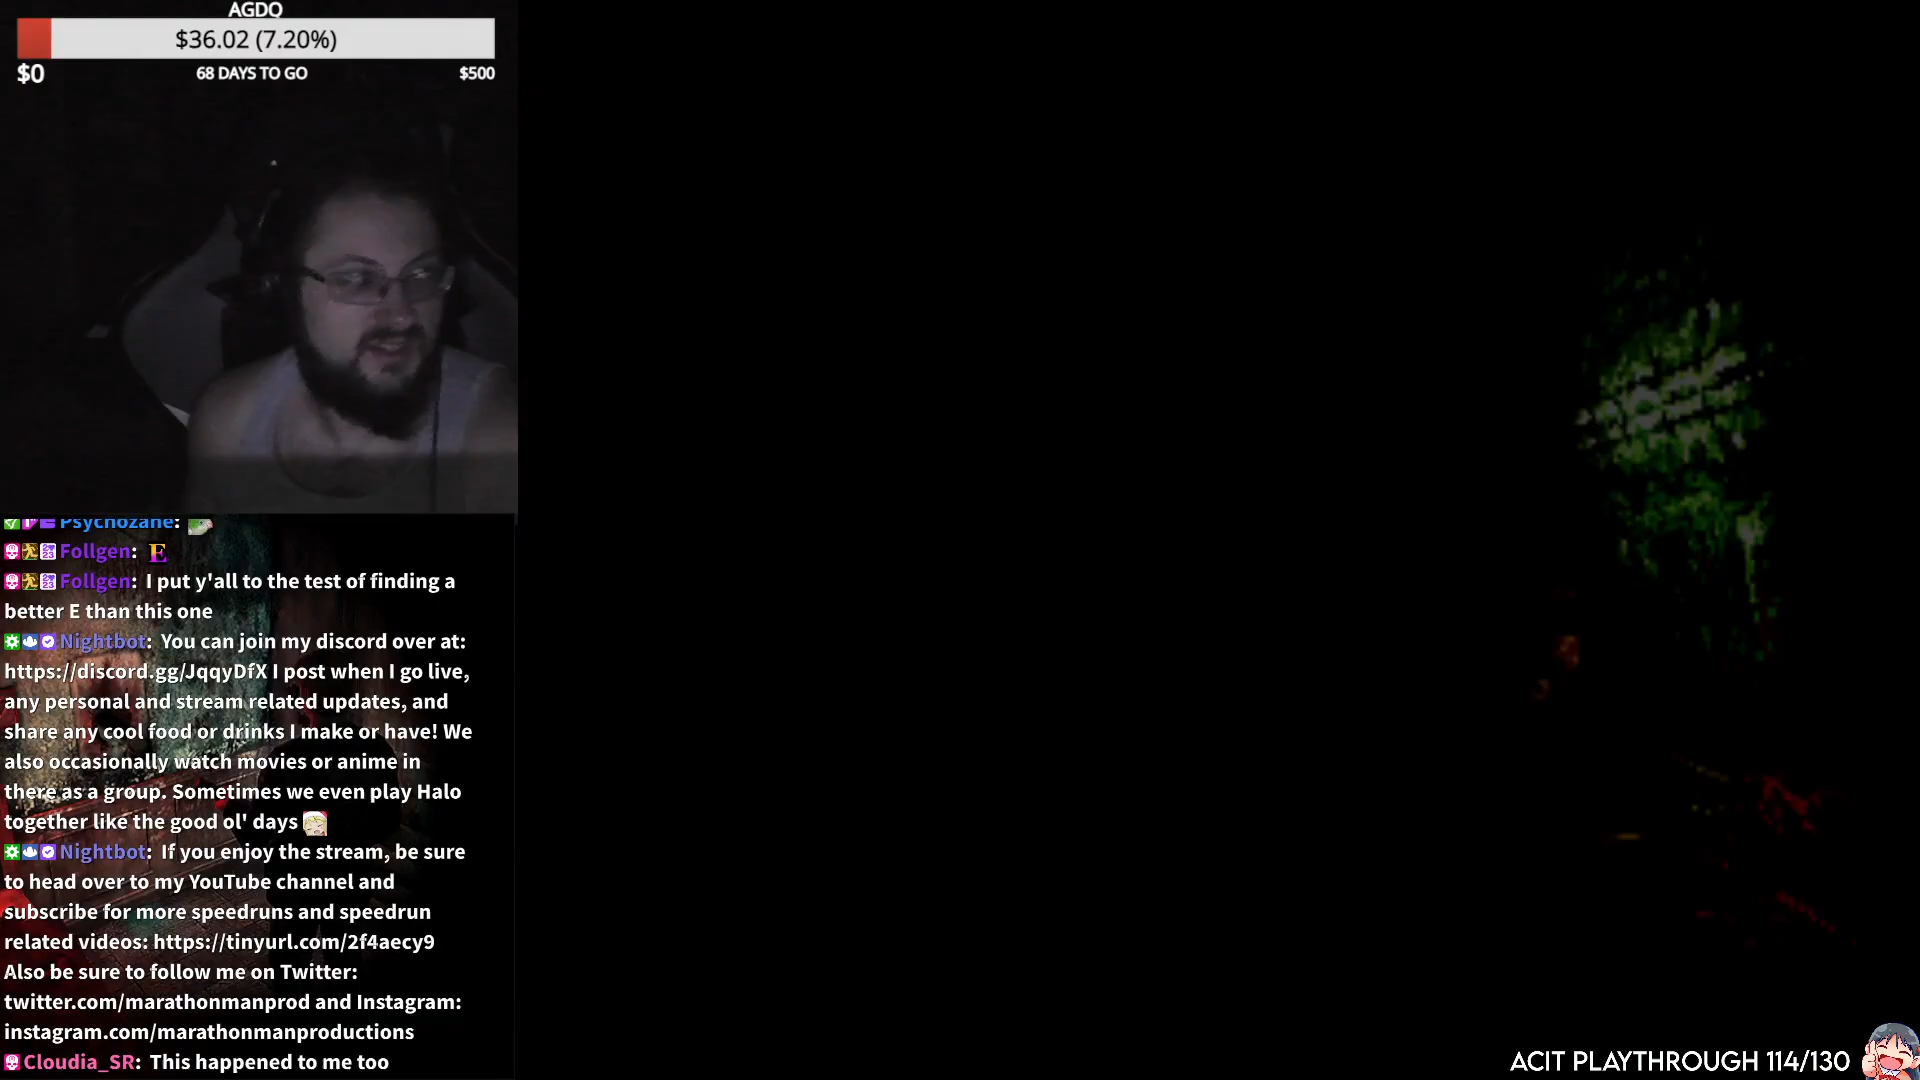 AGDQ
$36.02 (7.20%)
$0 68 DAYS TO GO $500
Psychozane:
Follgen: E
Follgen: I put y'all to the test of finding a
better E than this one
Nightbot: You can join my discord over at:
https://discord.gg/JqqyDfX I post when I go live,
any personal and stream related updates, and
share any cool food or drinks I make or have! We
also occasionally watch movies or anime in
there as a group. Sometimes we even play Halo
together like the good ol' days
Nightbot: If you enjoy the stream, be sure
to head over to my YouTube channel and
subscribe for more speedruns and speedrun
related videos: https://tinyurl.com/2f4aecy9
Also be sure to follow me on Twitter:
twitter.com/marathonmanprod and Instagram:
instagram.com/marathonmanproductions
Cloudia_SR: This happened to me too
ACIT PLAYTHROUGH 114/130